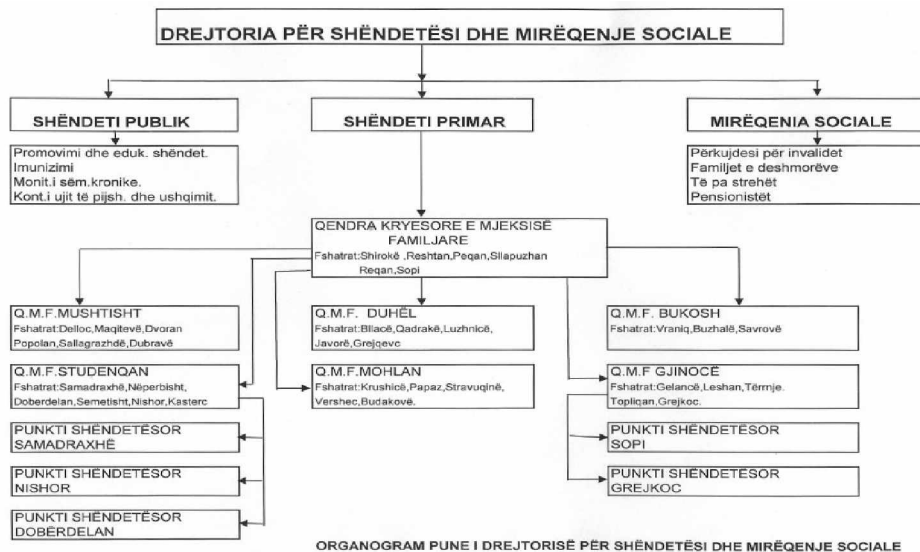 DREJTORIA PËR SHËNDETËSI DHE MIRËQENJE SOCIALE
SHËNDETI PUBLIK
SHËNDETI PRIMAR
MIRËQENIA SOCIALE
Promovimi dhe eduk. shëndet.
Imunizimi
Monit.i sëm.kronike.
Kont.i ujit të pijsh. dhe ushqimit.
Përkujdesi për invalidet
Familjet e deshmorëve
Të pa strehët
Pensionistët
QENDRA KRYESORE E MJEKSISË
FAMILJARE
Fshatrat:Shirokë ,Reshtan,Peqan,Silapuzhan
Reqan,Sopi
Q.M.F.MUSHTISHT
Fshatrat:Delloc,Maqitevë,Dvoran
Popolan,Sallagrazhdë,Dubravë
Q.M.F. DUHËL
Fshatrat:Bllacë,Qadrakë,Luzhnicë,
Javorë,Grejqevc
Q.M.F. BUKOSH
Fshatrat:Vraniq,Buzhalë,Savrovë
Q.M.F.STUDENQAN
Fshatrat:Samadraxhë,Nëperbisht,
Doberdelan,Semetisht,Nishor,Kasterc
Q.M.F.MOHLAN
Fshatrat:Krushicë,Papaz,Stravuqinë,
Vershec,Budakovë.
Q.M.F GJINOCË
Fshatrat:Gelancë,Leshan,Tërrnje.
Topliqan,Grejkoc.
PUNKTI SHËNDETËSOR
SAMADRAXHË
PUNKTI SHËNDETËSOR
SOPI
PUNKTI SHËNDETËSOR
NISHOR
PUNKTI SHËNDETËSOR
GREJKOC
PUNKTI SHËNDETËSOR
DOBËRDELAN
ORGANOGRAM PUNE I DREJTORISË PËR SHËNDETËSI DHE MIRËQENJE SOCIALE